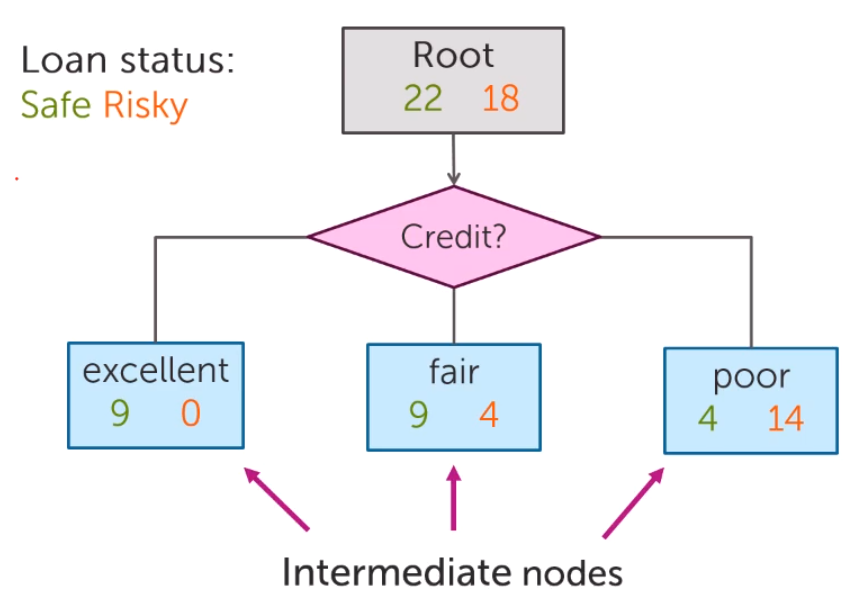 Loan status:
Safe Risky
Root
22 18
Credit?
excellent
9 0
fair
9 4
poor
4 14
Intermediate nodes